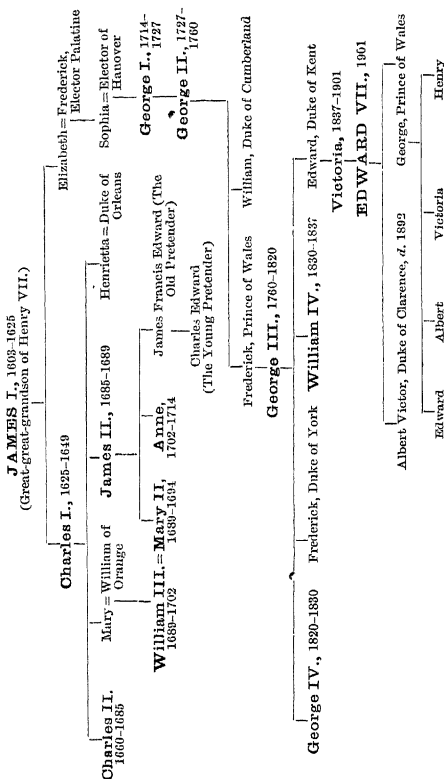 JAMES I., 1603–1625
(Great-great-grandson of Henry VII.)
Charles I., 1625–1649
Elizabeth = Frederick,
Elector Palatine
Charles II.
1660–1685
Mary = William of
Orange
James II., 1685–1689
Henrietta = Duke of
Orleans
Sophia = Elector of
Hanover
William III. = Mary II,
1689–1702
1689–1694
Anne,
1702–1714
James Francis Edward (The
Old Pretender)
George I., 1714–
1727
Charles Edward
(The Young Pretender)
George II., 1727–
1760
Frederick, Prince of Wales
William, Duke of Cumberland
George III., 1760–1820
George IV., 1820–1830
Frederick, Duke of York
William IV., 1830–1837
Edward, Duke of Kent
Victoria, 1837–1901
EDWARD VII., 1901
Albert Victor, Duke of Clarence, d. 1892
George, Prince of Wales
Edward
Albert
Victoria
Henry